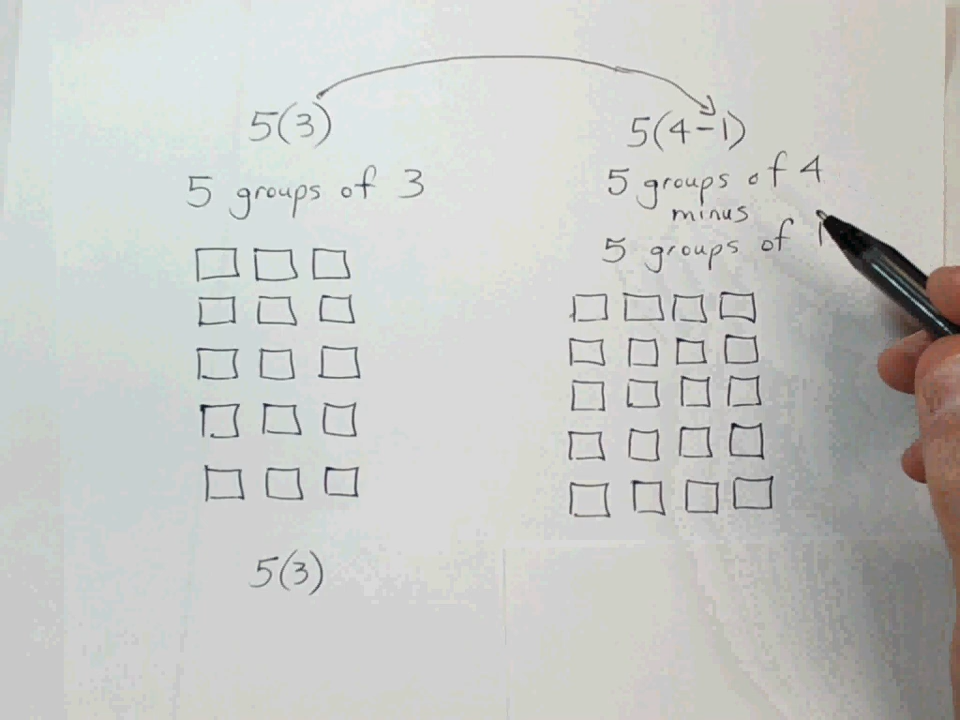 5(3)
5 groups of 3
5(3)
5(4-1)
5 groups of 4
minus
5 groups of 1